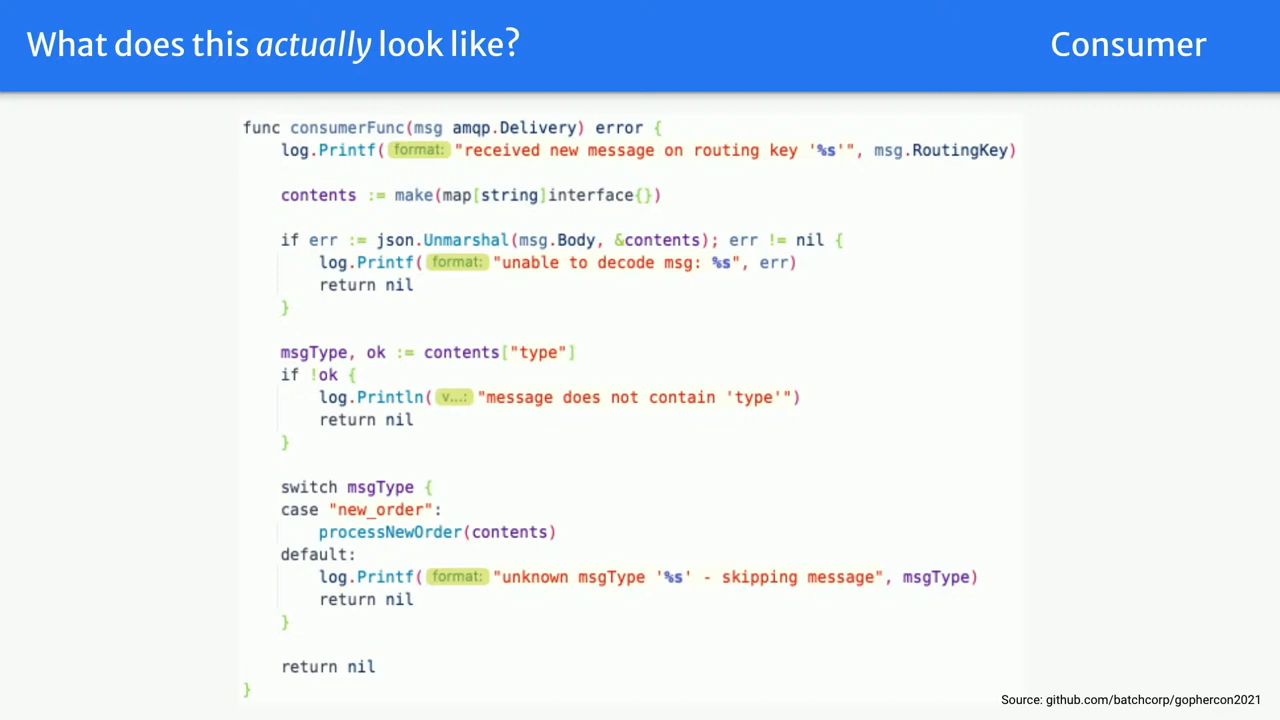 What does this actually look like?
Consumer
func consumerFunc(msg amqp.Delivery) error {
    log.Printf( format: "received new message on routing key '%s'", msg.RoutingKey)

    contents := make(map[string]interface{})

    if err := json.Unmarshal(msg.Body, &contents); err != nil {
        log.Printf( format: "unable to decode msg: %s", err)
        return nil
    }

    msgType, ok := contents["type"]
    if !ok {
        log.Println( v...: "message does not contain 'type'")
        return nil
    }

    switch msgType {
    case "new_order":
        processNewOrder(contents)
    default:
        log.Printf( format: "unknown msgType '%s' - skipping message", msgType)
        return nil
    }

    return nil
}
Source: github.com/batchcorp/gophercon2021